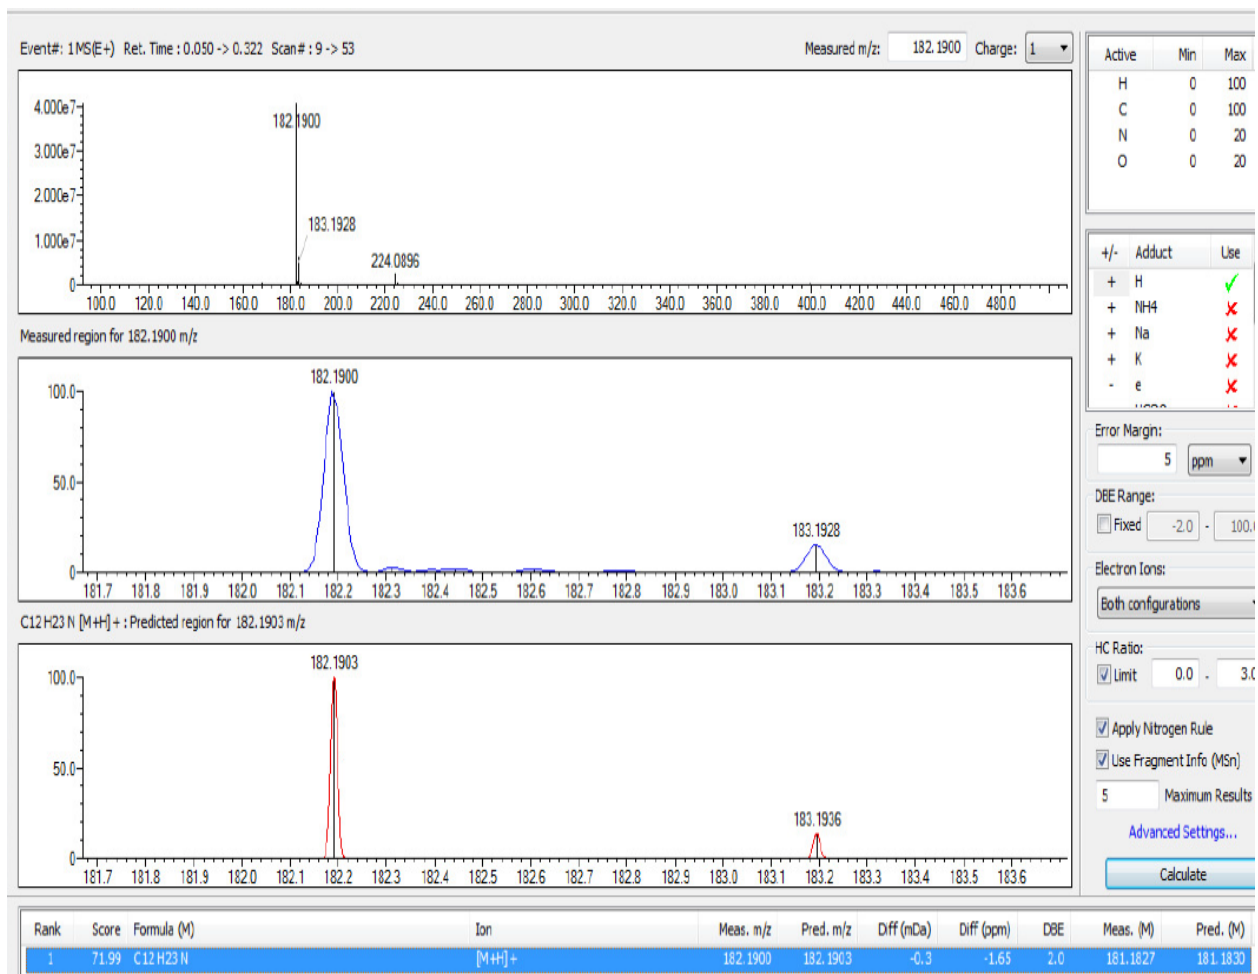 Event#: 1 MS(E+) Ret. Time : 0.050 -> 0.322 Scan# : 9 -> 53
Measured m/z: 182.1900 Charge: 1
4.000e7
3.000e7
2.000e7
1.000e7
0
182.1900
183.1928
224.0896
100.0 120.0 140.0 160.0 180.0 200.0 220.0 240.0 260.0 280.0 300.0 320.0 340.0 360.0 380.0 400.0 420.0 440.0 460.0 480.0
Measured region for 182.1900 m/z
100.0
50.0
0
182.1900
183.1928
181.7 181.8 181.9 182.0 182.1 182.2 182.3 182.4 182.5 182.6 182.7 182.8 182.9 183.0 183.1 183.2 183.3 183.4 183.5 183.6
C12 H23 N [M+H]+ : Predicted region for 182.1903 m/z
100.0
50.0
0
182.1903
183.1936
181.7 181.8 181.9 182.0 182.1 182.2 182.3 182.4 182.5 182.6 182.7 182.8 182.9 183.0 183.1 183.2 183.3 183.4 183.5 183.6
Active Min Max
H 0 100
C 0 100
N 0 20
O 0 20
+/- Adduct Use
+ H
+ NH4
+ Na
+ K
- e
Error Margin:
5 ppm
DBE Range:
Fixed -2.0 - 100.
Electron Ions:
Both configurations
HC Ratio:
Limit 0.0 - 3.0
Apply Nitrogen Rule
Use Fragment Info (MSn)
5 Maximum Results
Advanced Settings...
Calculate
Rank Score Formula (M) Ion Meas. m/z Pred. m/z Diff (mDa) Diff (ppm) DBE Meas. (M) Pred. (M)
1 71.99 C12 H23 N [M+H]+ 182.1900 182.1903 -0.3 -1.65 2.0 181.1827 181.1830